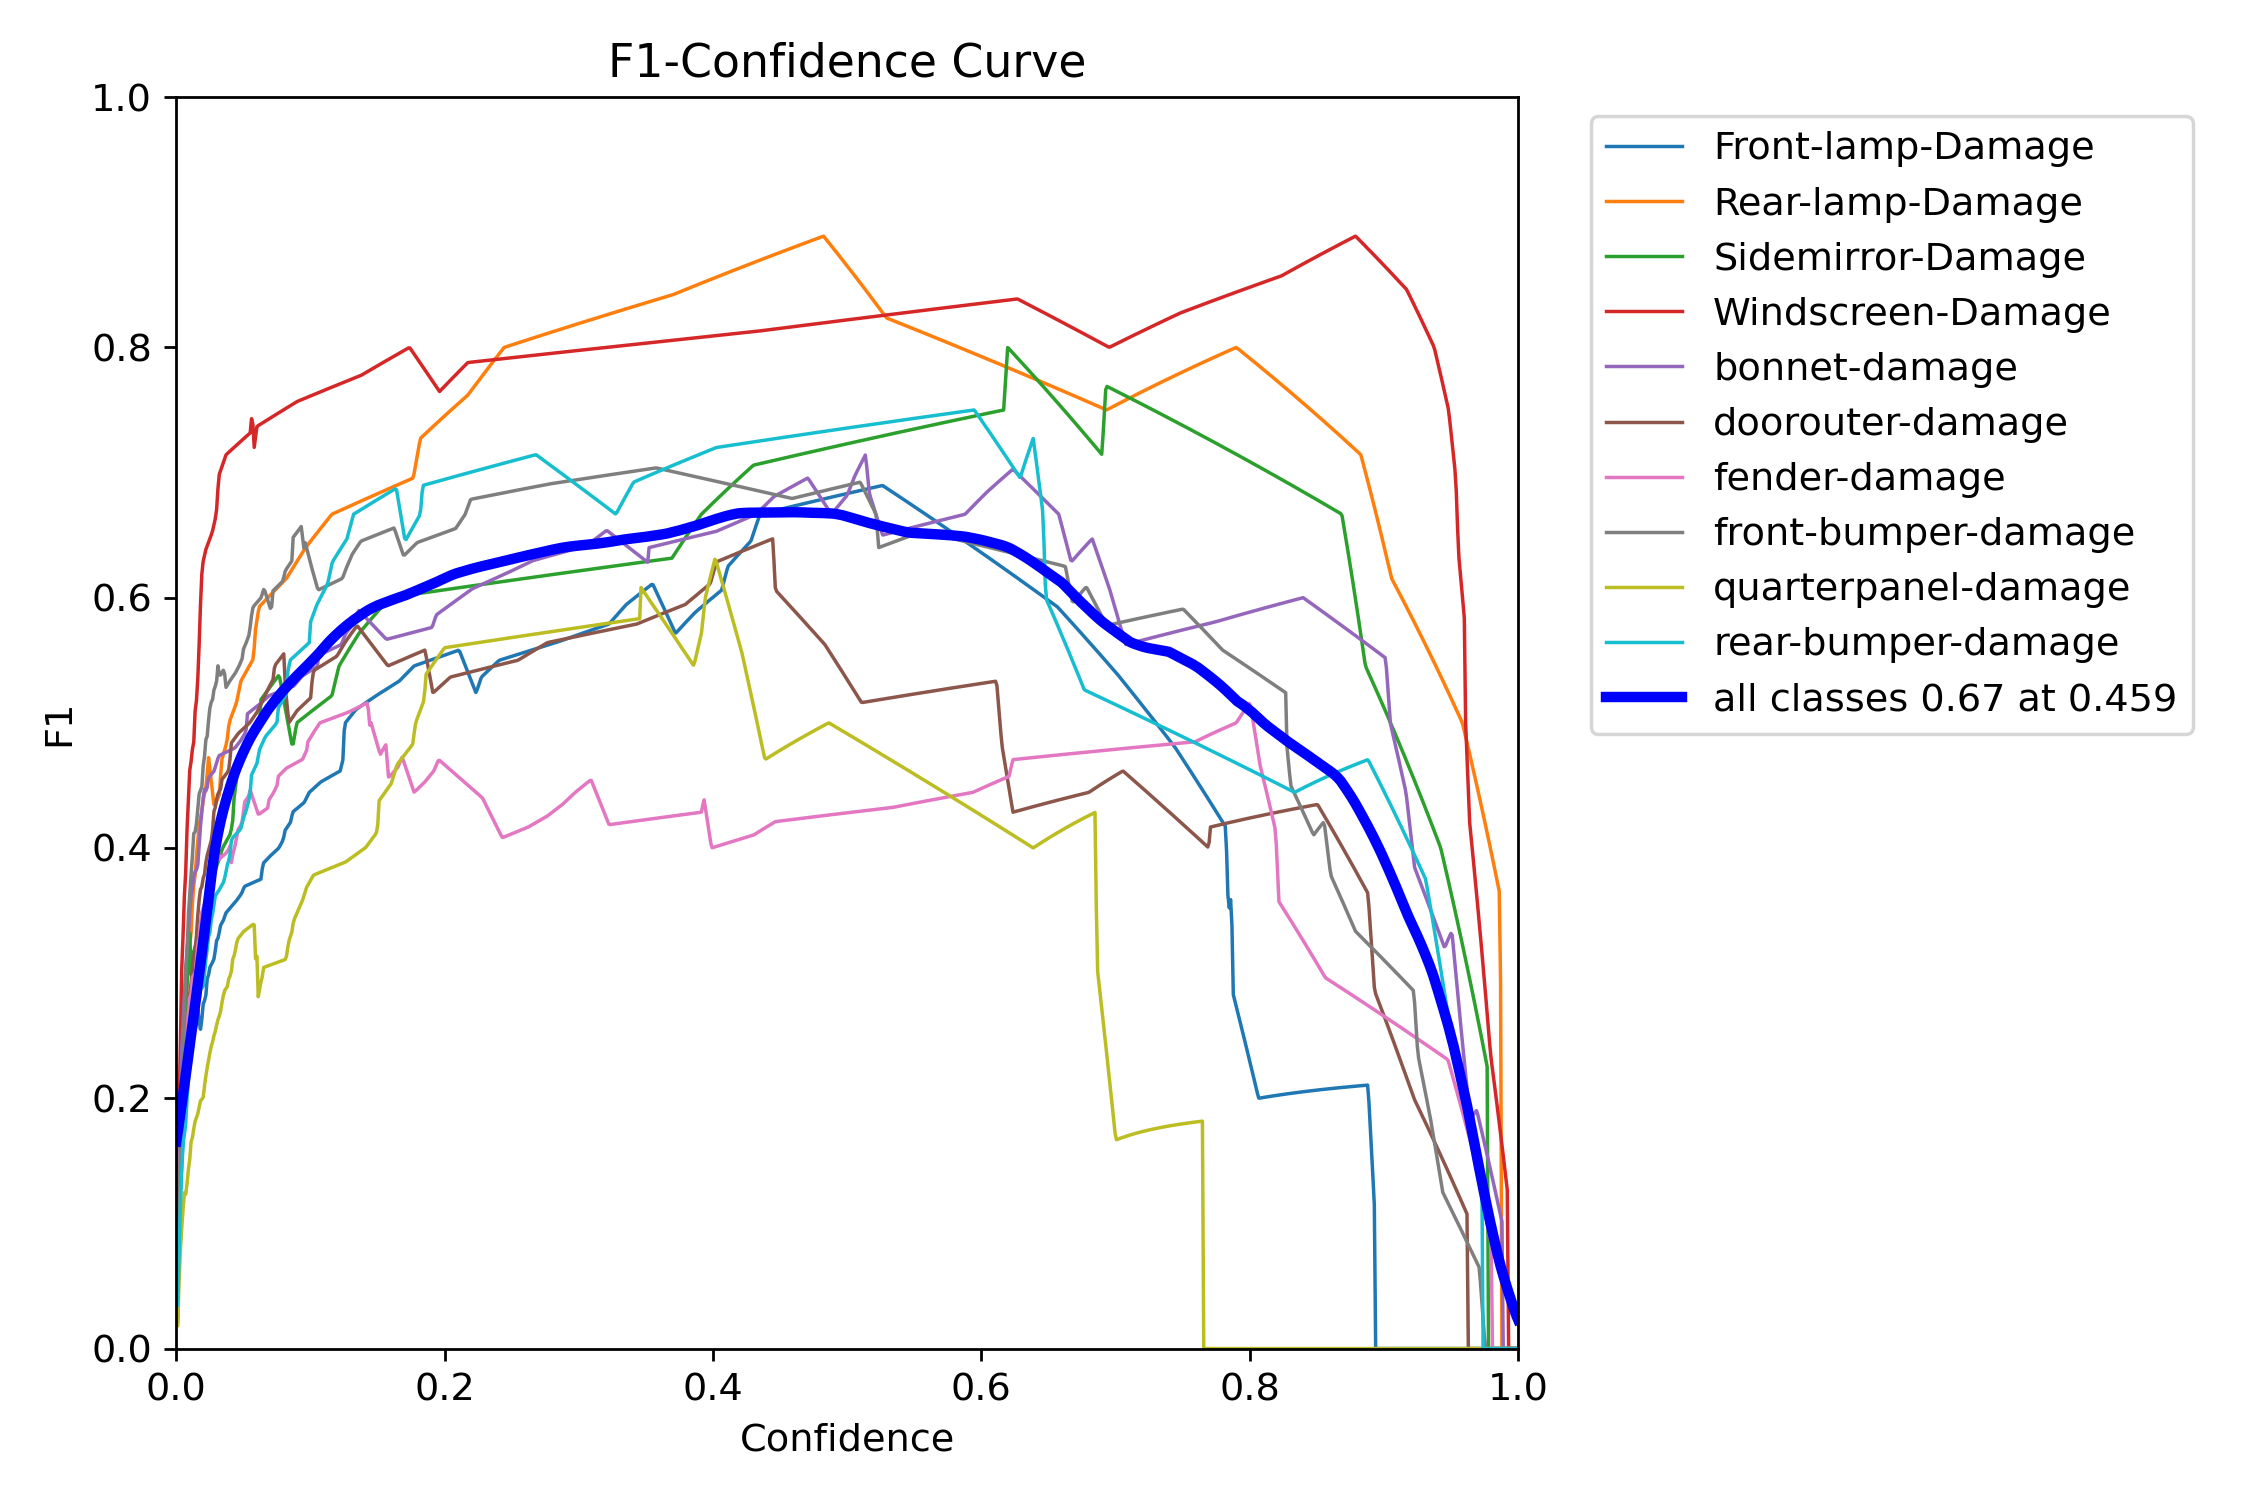 F1-Confidence Curve
1.0
0.8
0.6
0.4
0.2
0.0
F1
0.0 0.2 0.4 0.6 0.8 1.0
Confidence
Front-lamp-Damage
Rear-lamp-Damage
Sidemirror-Damage
Windscreen-Damage
bonnet-damage
doorouter-damage
fender-damage
front-bumper-damage
quarterpanel-damage
rear-bumper-damage
all classes 0.67 at 0.459